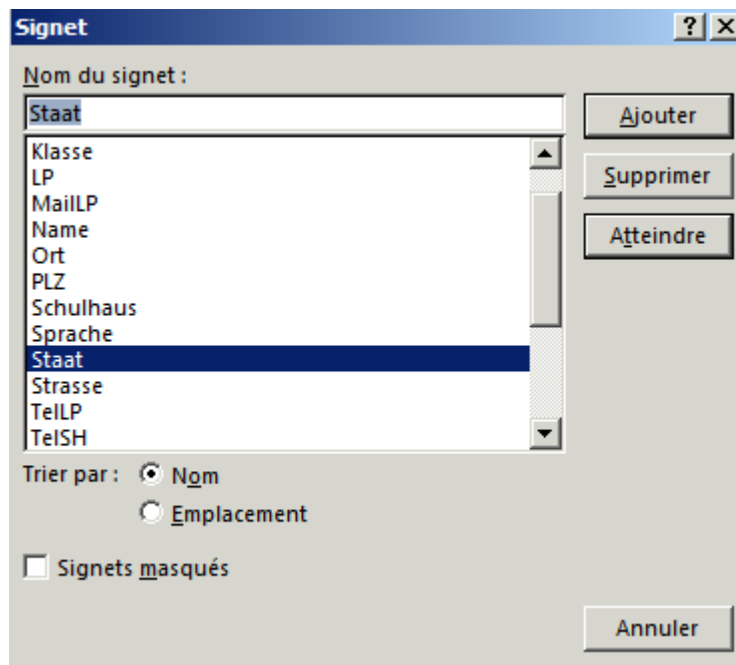 Signet
Nom du signet :
Staat
Ajouter
Klasse
LP
MailLP
Name
Ort
PLZ
Schulhaus
Sprache
Staat
Strasse
TelLP
TelSH
Supprimer
Atteindre
Trier par : Nom
Emplacement
Signets masqués
Annuler